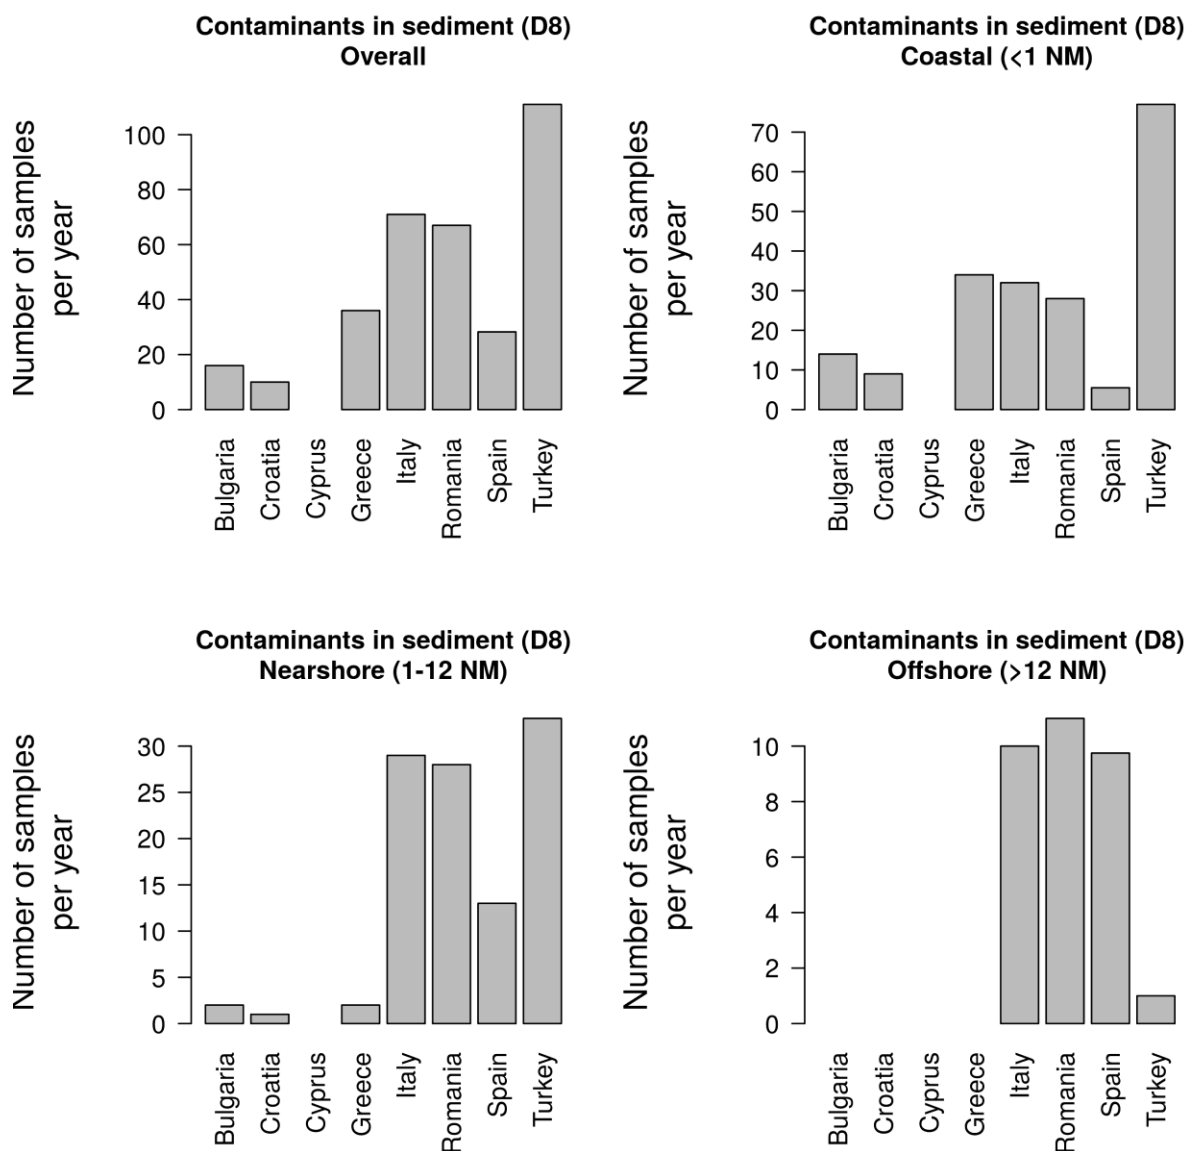 Contaminants in sediment (D8)
Overall
Number of samples
per year
100
80
60
40
20
0
Bulgaria
Croatia
Cyprus
Greece
Italy
Romania
Spain
Turkey
Contaminants in sediment (D8)
Coastal (<1 NM)
Number of samples
per year
70
60
50
40
30
20
10
0
Bulgaria
Croatia
Cyprus
Greece
Italy
Romania
Spain
Turkey
Contaminants in sediment (D8)
Nearshore (1-12 NM)
Number of samples
per year
30
25
20
15
10
5
0
Bulgaria
Croatia
Cyprus
Greece
Italy
Romania
Spain
Turkey
Contaminants in sediment (D8)
Offshore (>12 NM)
Number of samples
per year
10
8
6
4
2
0
Bulgaria
Croatia
Cyprus
Greece
Italy
Romania
Spain
Turkey